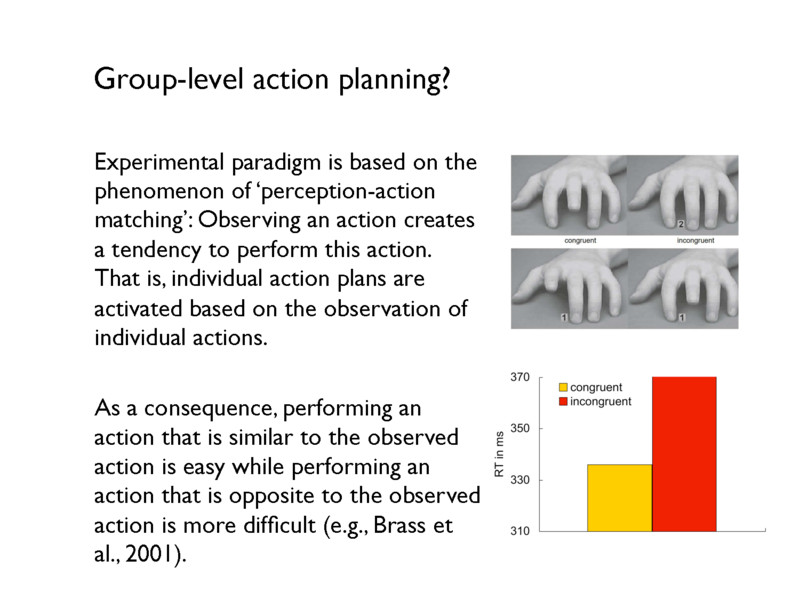 Group-level action planning?
Experimental paradigm is based on the
phenomenon of ‘perception-action
matching’: Observing an action creates
a tendency to perform this action.
That is, individual action plans are
activated based on the observation of
individual actions.
As a consequence, performing an
action that is similar to the observed
action is easy while performing an
action that is opposite to the observed
action is more difficult (e.g., Brass et
al., 2001).
2
congruent
incongruent
1
1
370
350
330
310
RT in ms
congruent
incongruent